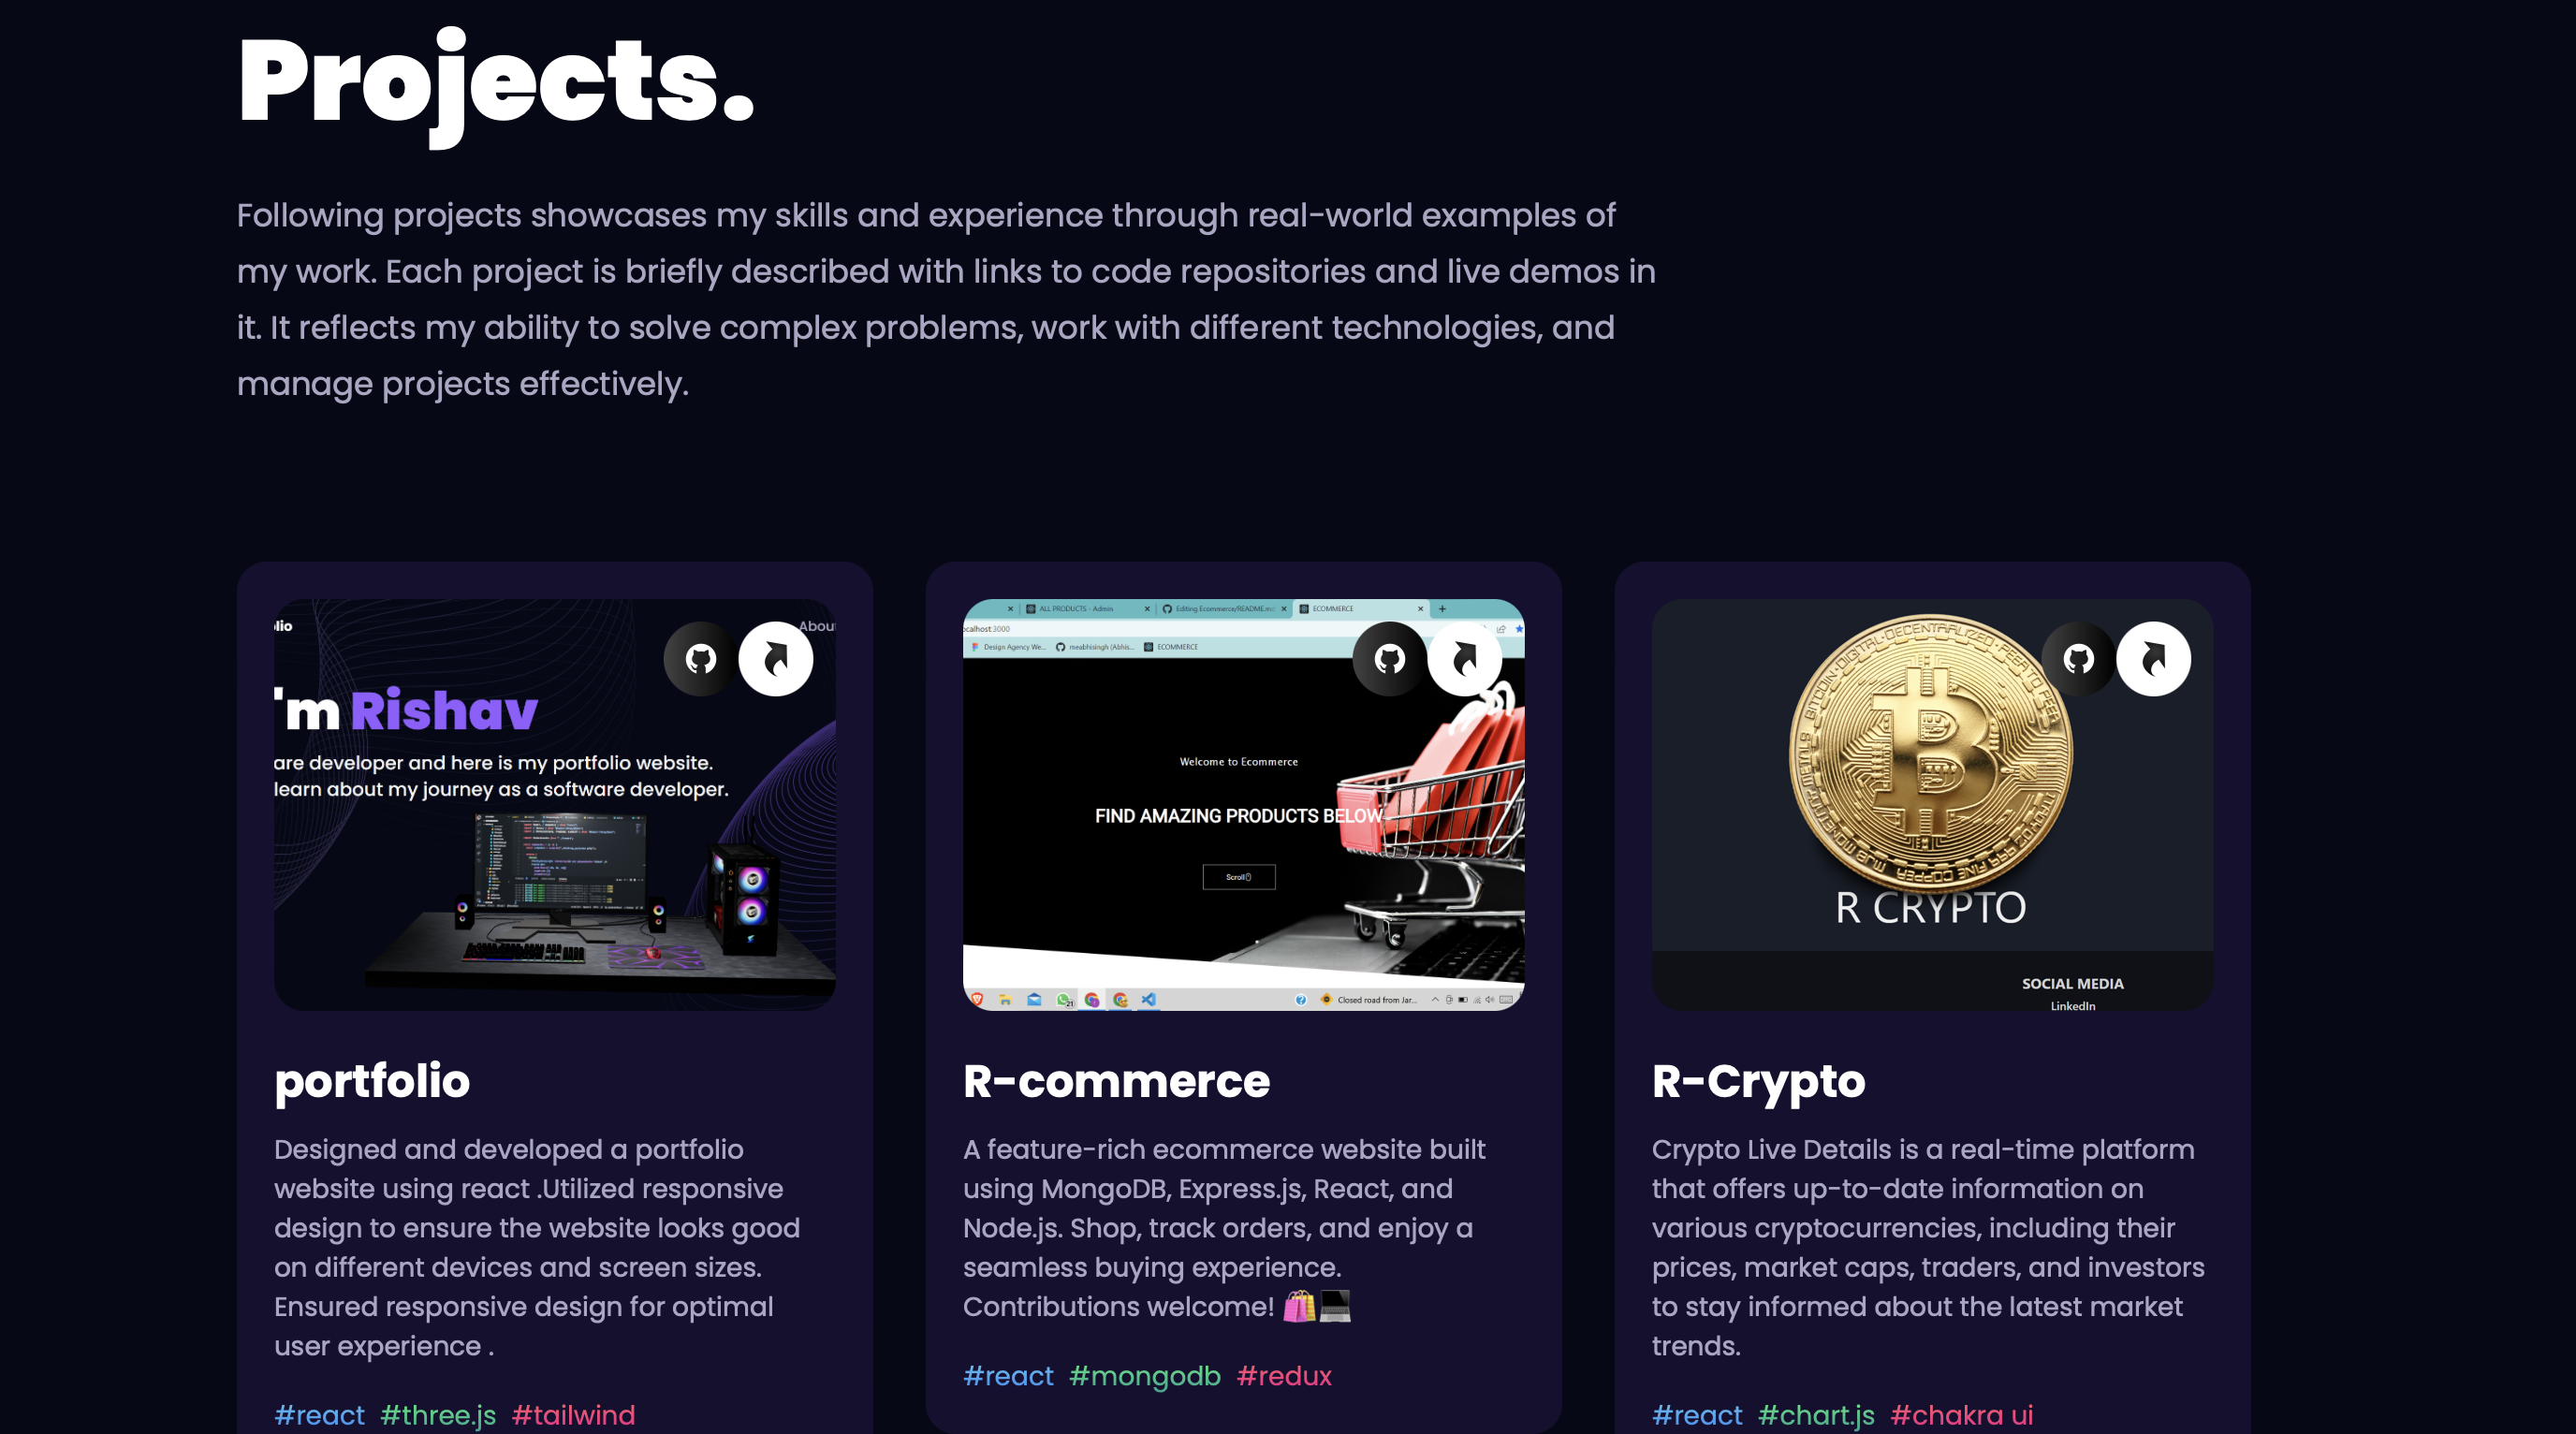 Projects.
Following projects showcases my skills and experience through real-world examples of
my work. Each project is briefly described with links to code repositories and live demos in
it. It reflects my ability to solve complex problems, work with different technologies, and
manage projects effectively.
lio
About
'm Rishav
are developer and here is my portfolio website.
learn about my journey as a software developer.
portfolio
Designed and developed a portfolio
website using react .Utilized responsive
design to ensure the website looks good
on different devices and screen sizes.
Ensured responsive design for optimal
user experience .
#react #three.js #tailwind
ALL PRODUCTS - Admin
Editing Ecommerce/README.md
ECOMMERCE
ocalhost:3000
Design Agency We...
meabhisingh (Abhis...
ECOMMERCE
Welcome to Ecommerce
FIND AMAZING PRODUCTS BELOW
Scroll
21
Closed road from Jar...
R-commerce
A feature-rich ecommerce website built
using MongoDB, Express.js, React, and
Node.js. Shop, track orders, and enjoy a
seamless buying experience.
Contributions welcome! 🛍️💻
#react #mongodb #redux
BITCOIN DIGITAL DECENTRALIZED PEER TO PEER
R CRYPTO
SOCIAL MEDIA
LinkedIn
R-Crypto
Crypto Live Details is a real-time platform
that offers up-to-date information on
various cryptocurrencies, including their
prices, market caps, traders, and investors
to stay informed about the latest market
trends.
#react #chart.js #chakra ui